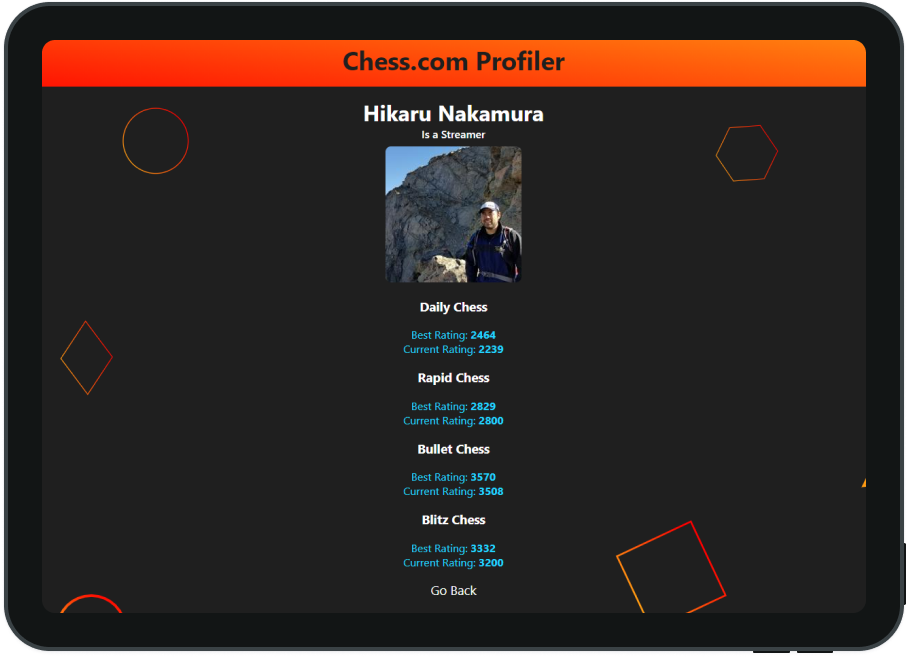 Chess.com Profiler
Hikaru Nakamura
Is a Streamer
Daily Chess
Best Rating: 2464
Current Rating: 2239
Rapid Chess
Best Rating: 2829
Current Rating: 2800
Bullet Chess
Best Rating: 3570
Current Rating: 3508
Blitz Chess
Best Rating: 3332
Current Rating: 3200
Go Back